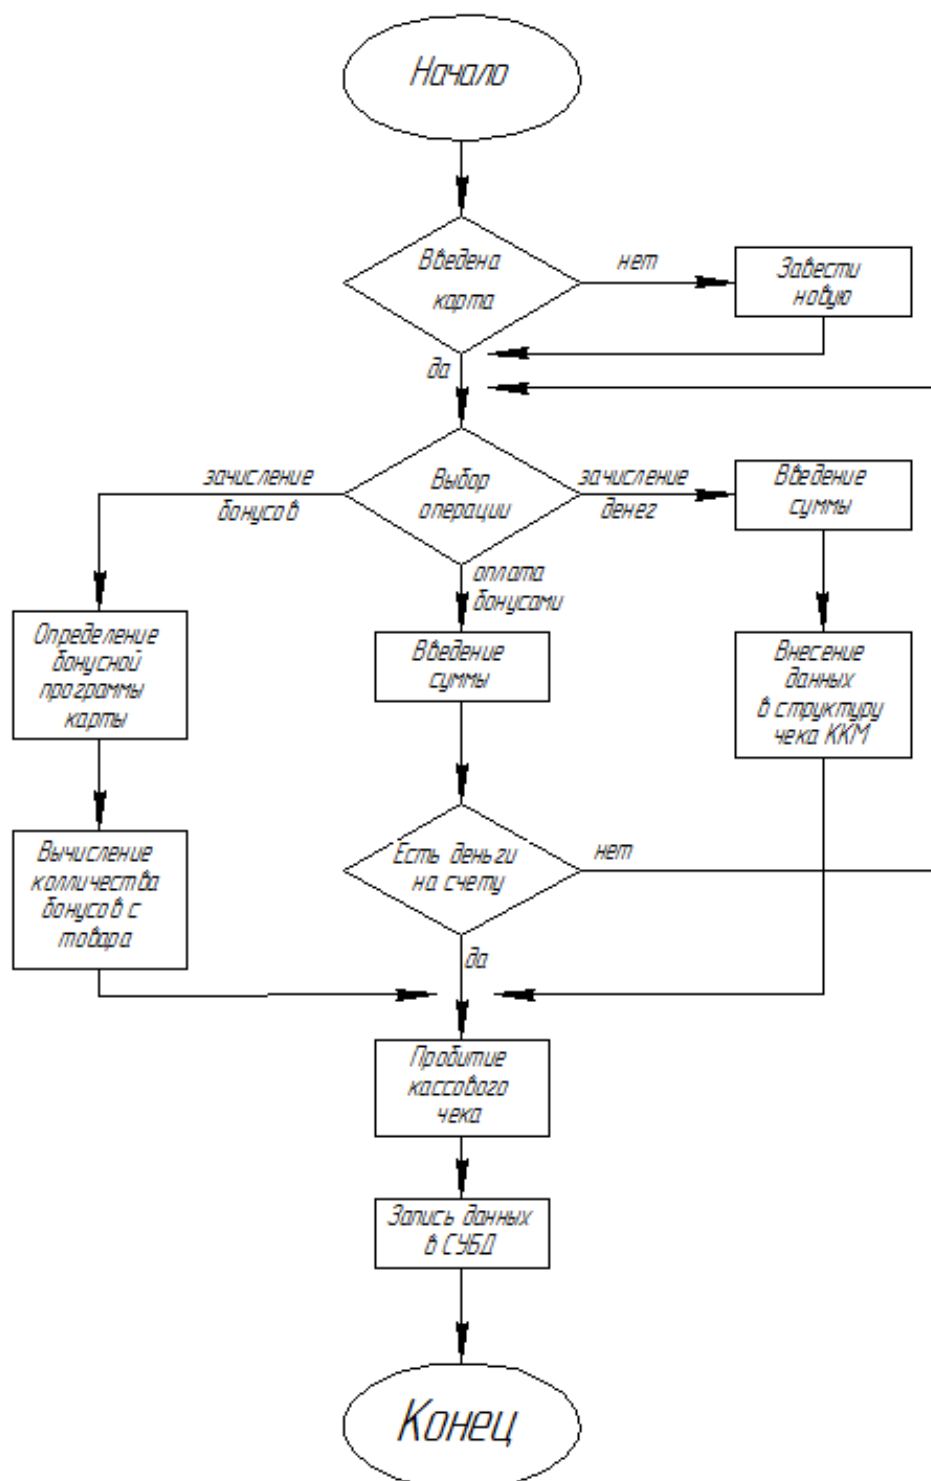 Начало
Введена
карта
нет
Завести
новую
да
зачисление
бонусов
Выбор
операции
зачисление
денег
Введение
суммы
оплата
бонусами
Определение
бонусной
программы
карты
Введение
суммы
Внесение
данных
в структуру
чека ККМ
Вычисление
колличества
бонусов с
товара
Есть деньги
на счету
нет
да
Пробитие
кассового
чека
Запись данных
в СУБД
Конец